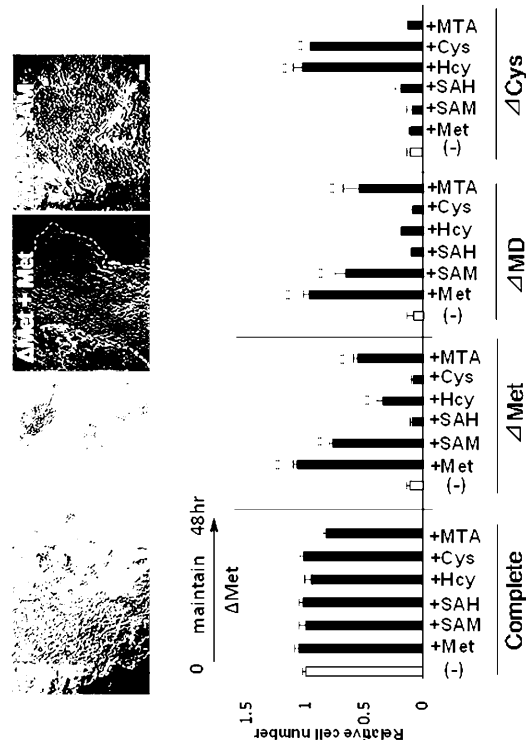 ΔMet + Met
0 maintain 48hr
ΔMet
Relative cell number
1.5
1
0.5
0
(-)
+Met
+SAM
+SAH
+Hcy
+Cys
+MTA
Complete
(-)
+Met
+SAM
+SAH
+Hcy
+Cys
+MTA
ΔMet
(-)
+Met
+SAM
+SAH
+Hcy
+Cys
+MTA
ΔMD
(-)
+Met
+SAM
+SAH
+Hcy
+Cys
+MTA
ΔCys